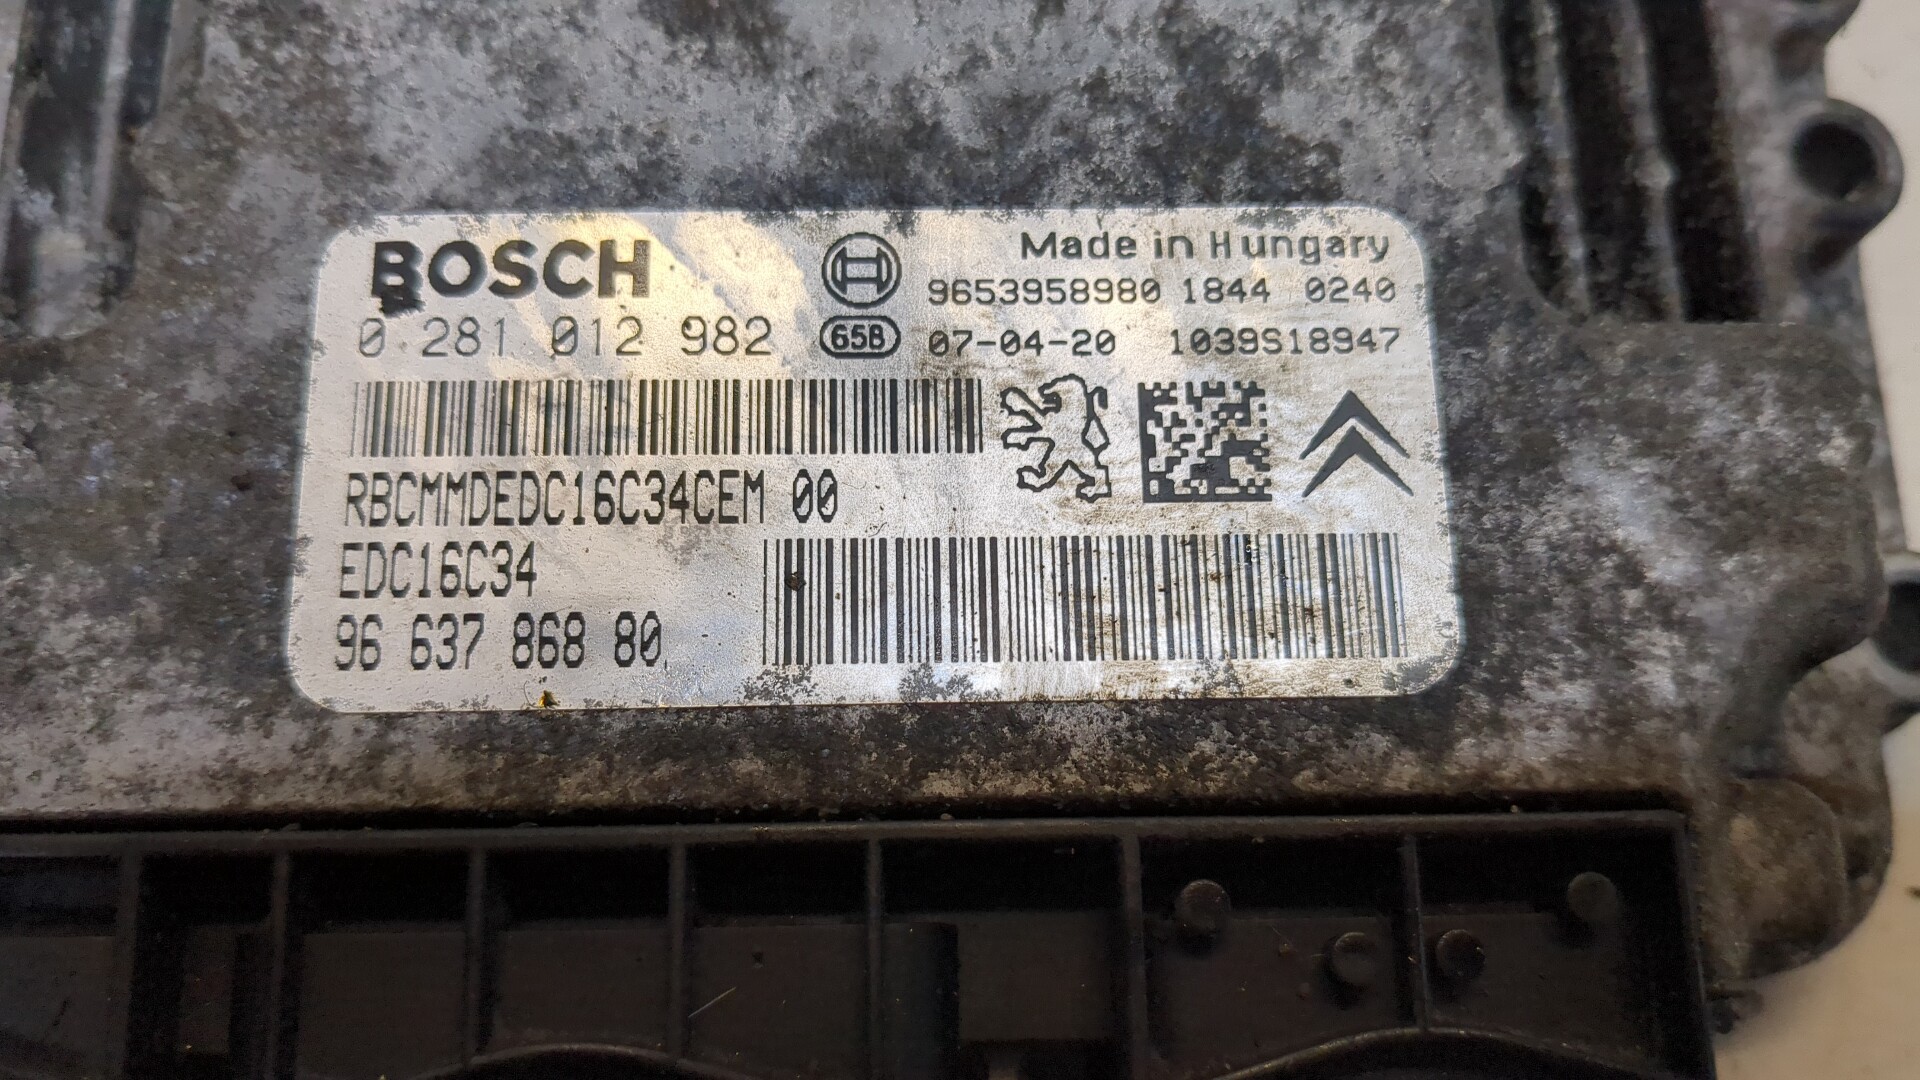 BOSCH
Made in Hungary
9653958980 1844 0240
0 281 012 982
65B
07-04-20 1039S18947
RBCMMDEDC16C34CEM 00
EDC16C34
96 637 868 80